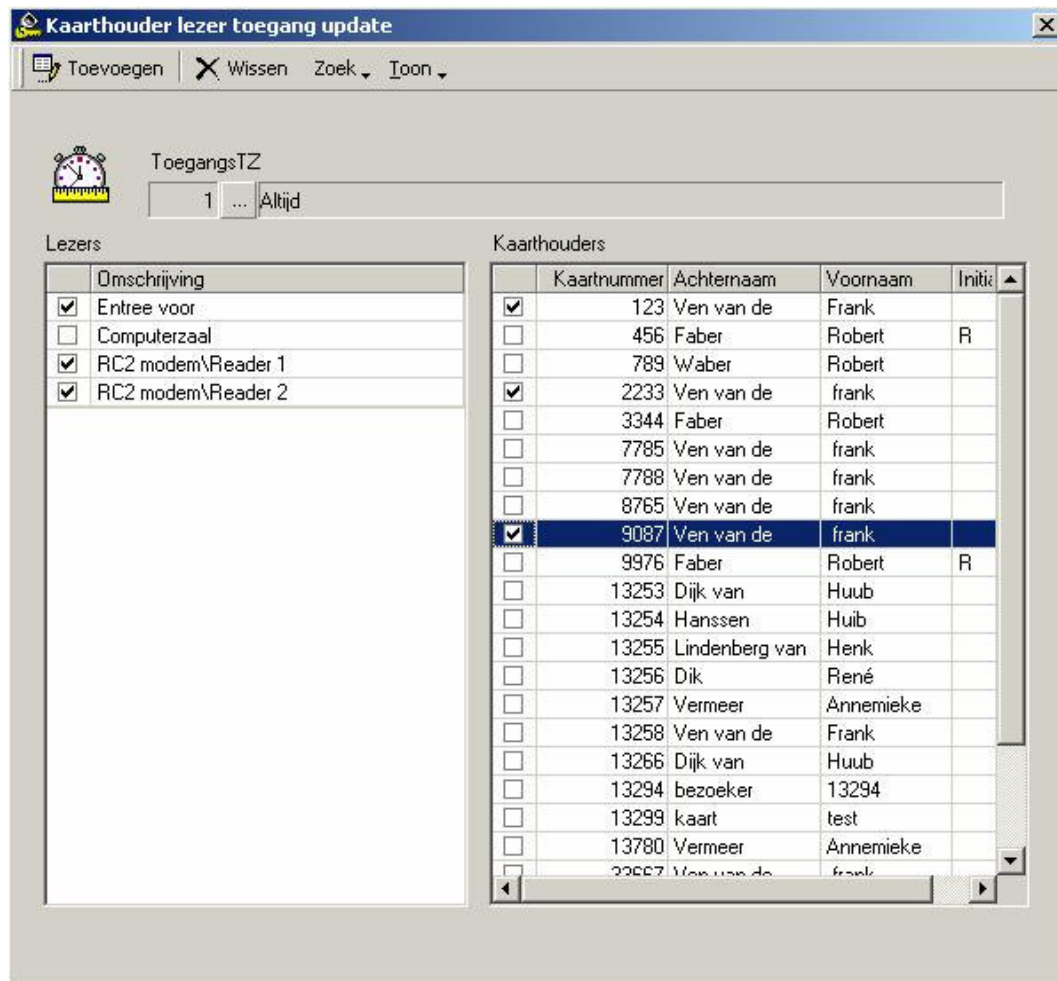 Kaarthouder lezer toegang update
Toevoegen Wissen Zoek Toon
ToegangsTZ
1 ... Altijd
Lezers Kaarthouders
Omschrijving
Entree voor
Computerzaal
RC2 modem\Reader 1
RC2 modem\Reader 2
Kaartnummer Achternaam Voornaam Initia
123 Ven van de Frank
456 Faber Robert R
789 Waber Robert
2233 Ven van de frank
3344 Faber Robert
7785 Ven van de frank
7788 Ven van de frank
8765 Ven van de frank
9087 Ven van de frank
9976 Faber Robert R
13253 Dijk van Huub
13254 Hanssen Huib
13255 Lindenberg van Henk
13256 Dik René
13257 Vermeer Annemieke
13258 Ven van de Frank
13266 Dijk van Huub
13294 bezoeker 13294
13299 kaart test
13780 Vermeer Annemieke
Ven van de frank